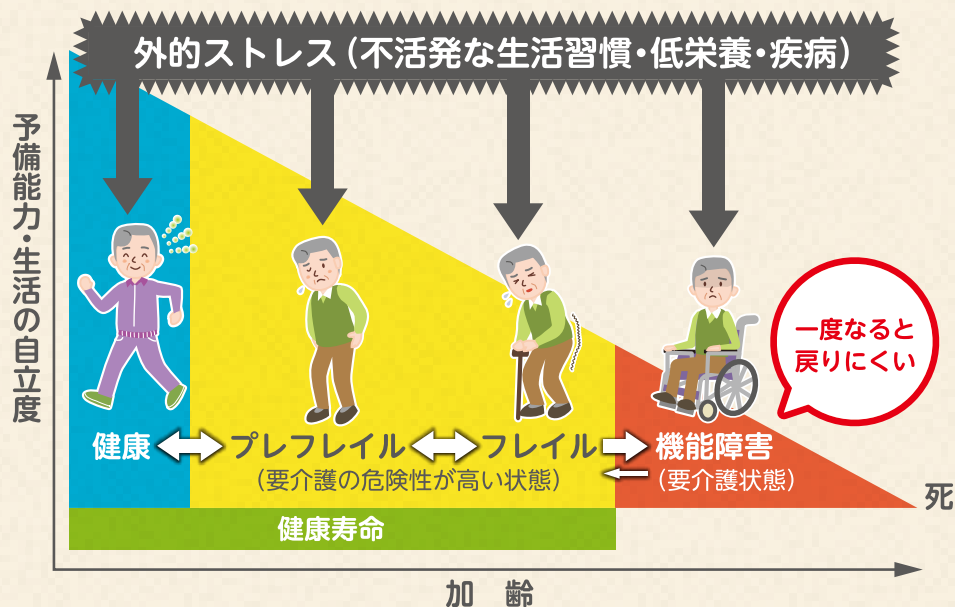 外的ストレス（不活発な生活習慣・低栄養・疾病）
予備能力・生活の自立度
一度なると
戻りにくい
健康
プレフレイル
フレイル
機能障害
（要介護の危険性が高い状態）
（要介護状態）
死
健康寿命
加 齢